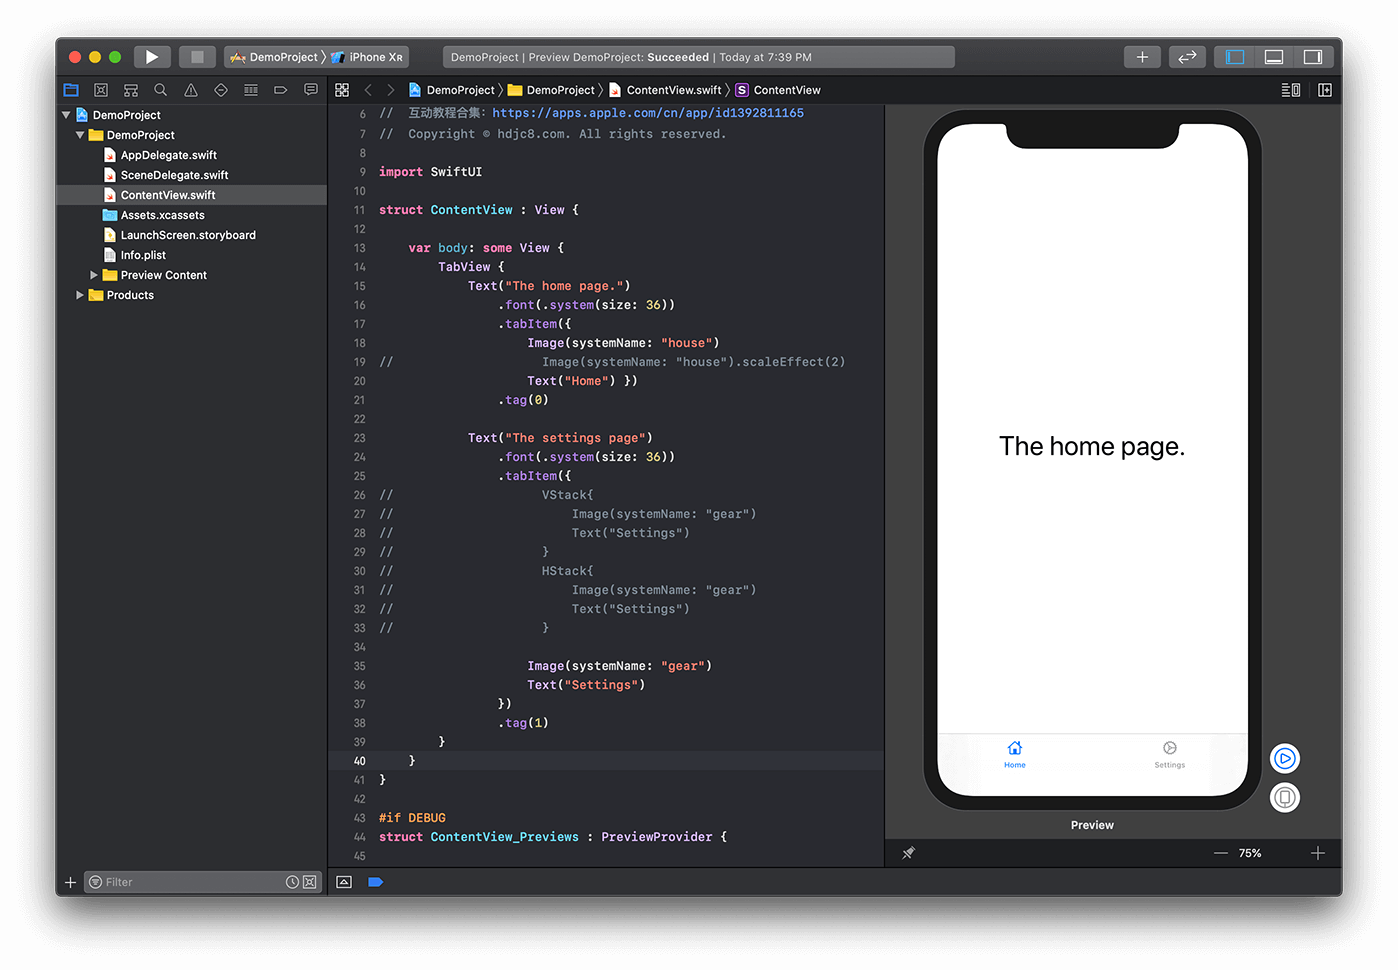 DemoProject 〉 iPhone XR
DemoProject | Preview DemoProject: Succeeded | Today at 7:39 PM
DemoProject 〉 DemoProject 〉 ContentView.swift 〉 S ContentView
DemoProject
DemoProject
AppDelegate.swift
SceneDelegate.swift
ContentView.swift
Assets.xcassets
LaunchScreen.storyboard
Info.plist
Preview Content
Products
Filter
6 //  互动教程合集：https://apps.apple.com/cn/app/id1392811165
7 //  Copyright © hdjc8.com. All rights reserved.
8
9 import SwiftUI
10
11 struct ContentView : View {
12
13     var body: some View {
14         TabView {
15             Text("The home page.")
16                 .font(.system(size: 36))
17                 .tabItem({
18                     Image(systemName: "house")
19 //                    Image(systemName: "house").scaleEffect(2)
20                     Text("Home") })
21                 .tag(0)
22
23             Text("The settings page")
24                 .font(.system(size: 36))
25                 .tabItem({
26 //                    VStack{
27 //                        Image(systemName: "gear")
28 //                        Text("Settings")
29 //                    }
30 //                    HStack{
31 //                        Image(systemName: "gear")
32 //                        Text("Settings")
33 //                    }
34
35                     Image(systemName: "gear")
36                     Text("Settings")
37                 })
38                 .tag(1)
39         }
40     }
41 }
42
43 #if DEBUG
44 struct ContentView_Previews : PreviewProvider {
45
The home page.
Home
Settings
Preview
75%